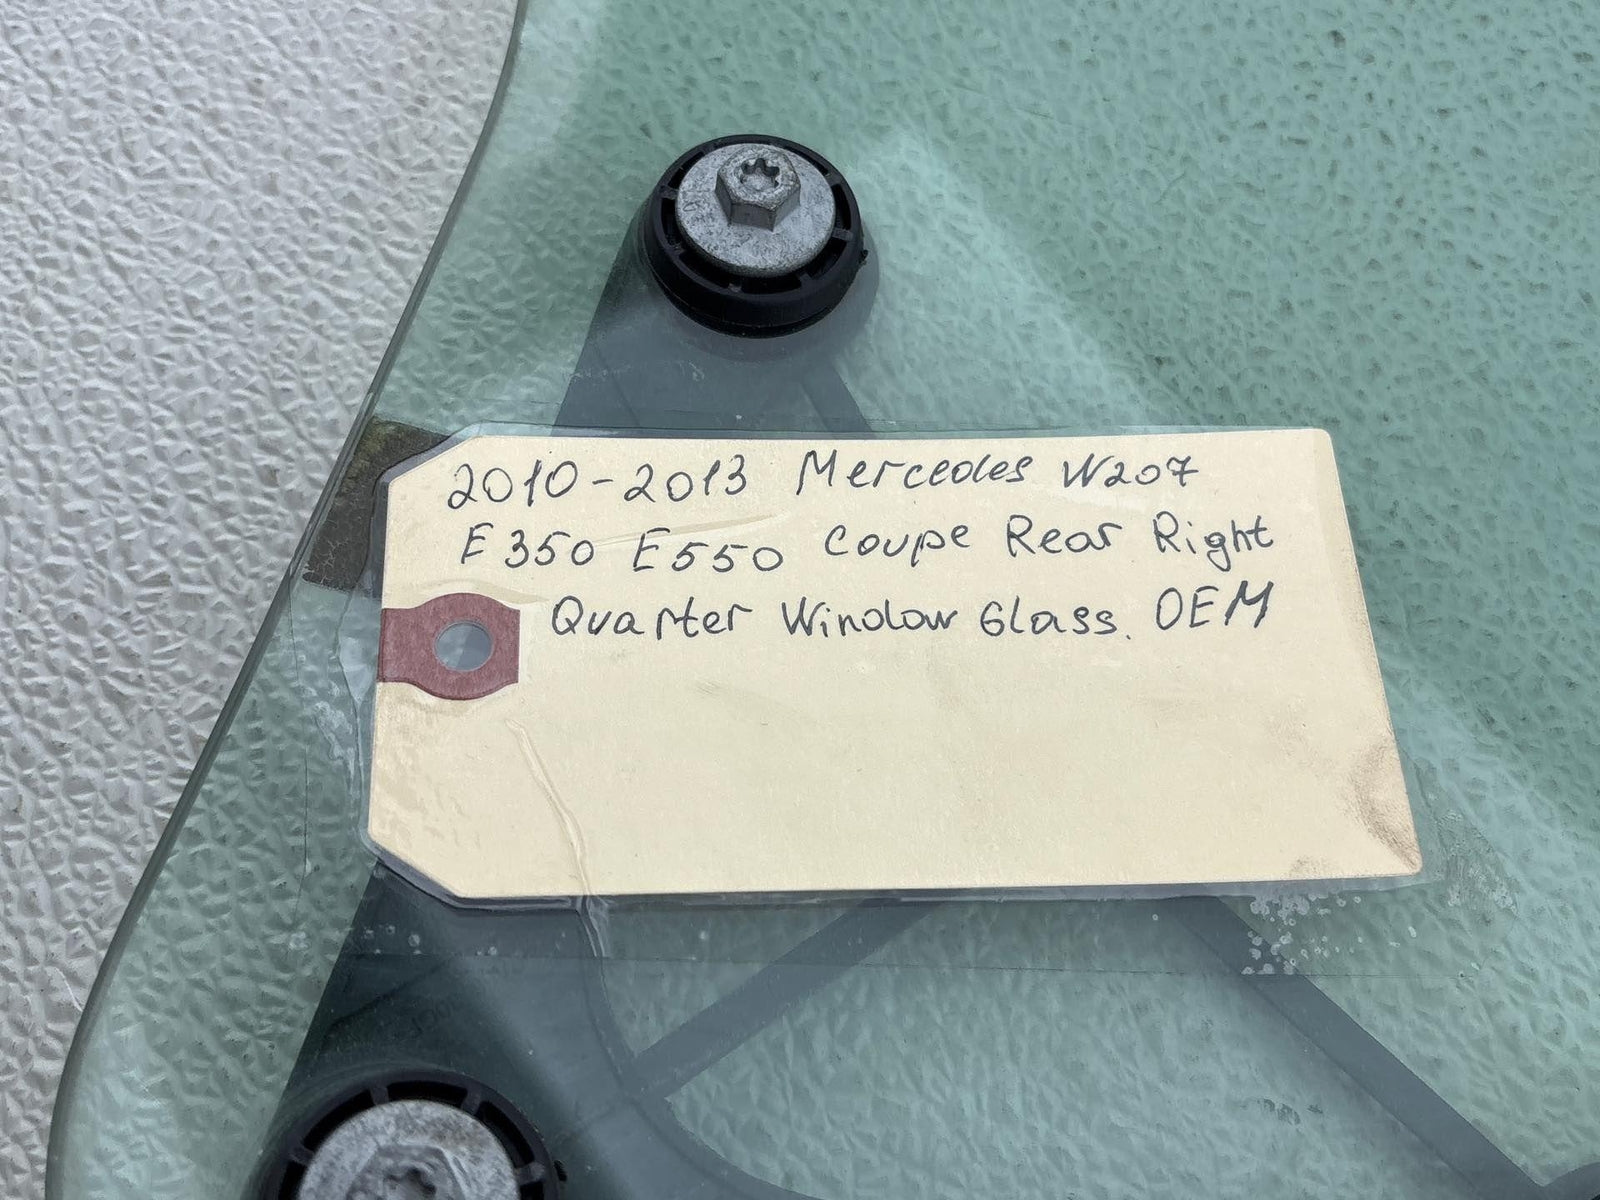 2010-2013 Mercedes W207
E350 E550 Coupe Rear Right
Quarter Window Glass. OEM